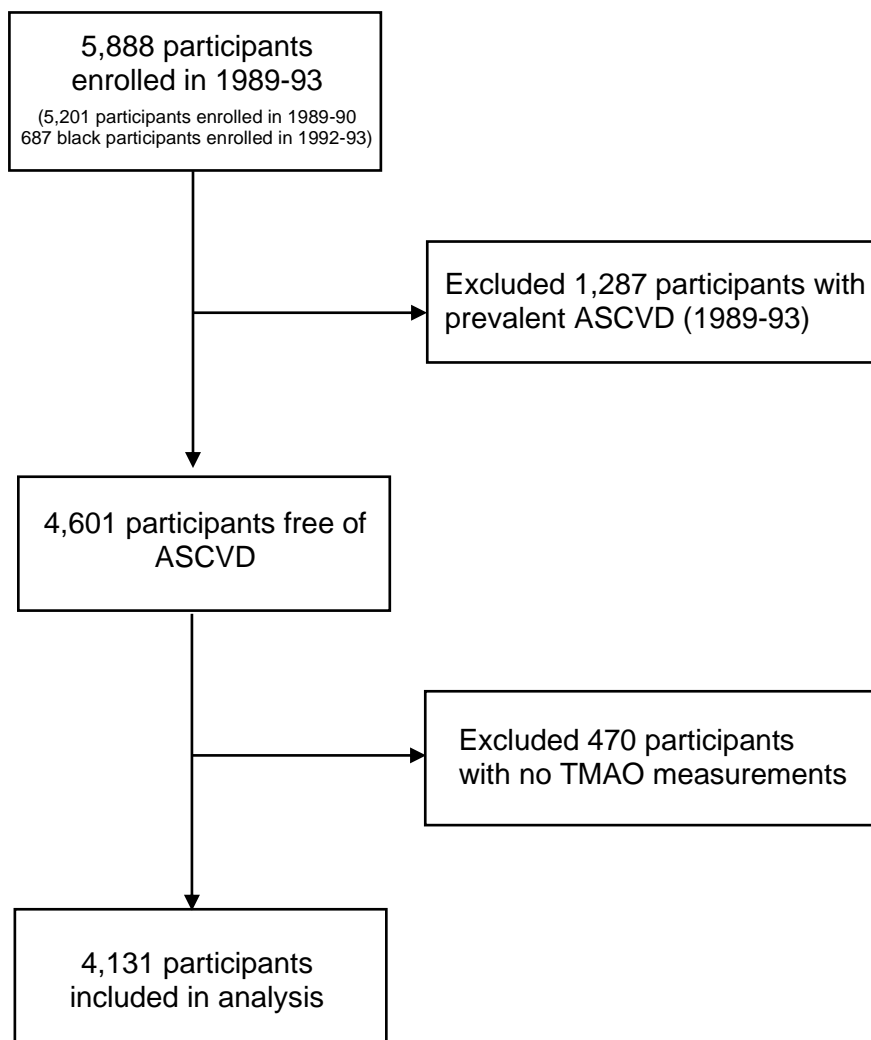 5,888 participants
enrolled in 1989-93
(5,201 participants enrolled in 1989-90
687 black participants enrolled in 1992-93)
Excluded 1,287 participants with
prevalent ASCVD (1989-93)
4,601 participants free of
ASCVD
Excluded 470 participants
with no TMAO measurements
4,131 participants
included in analysis